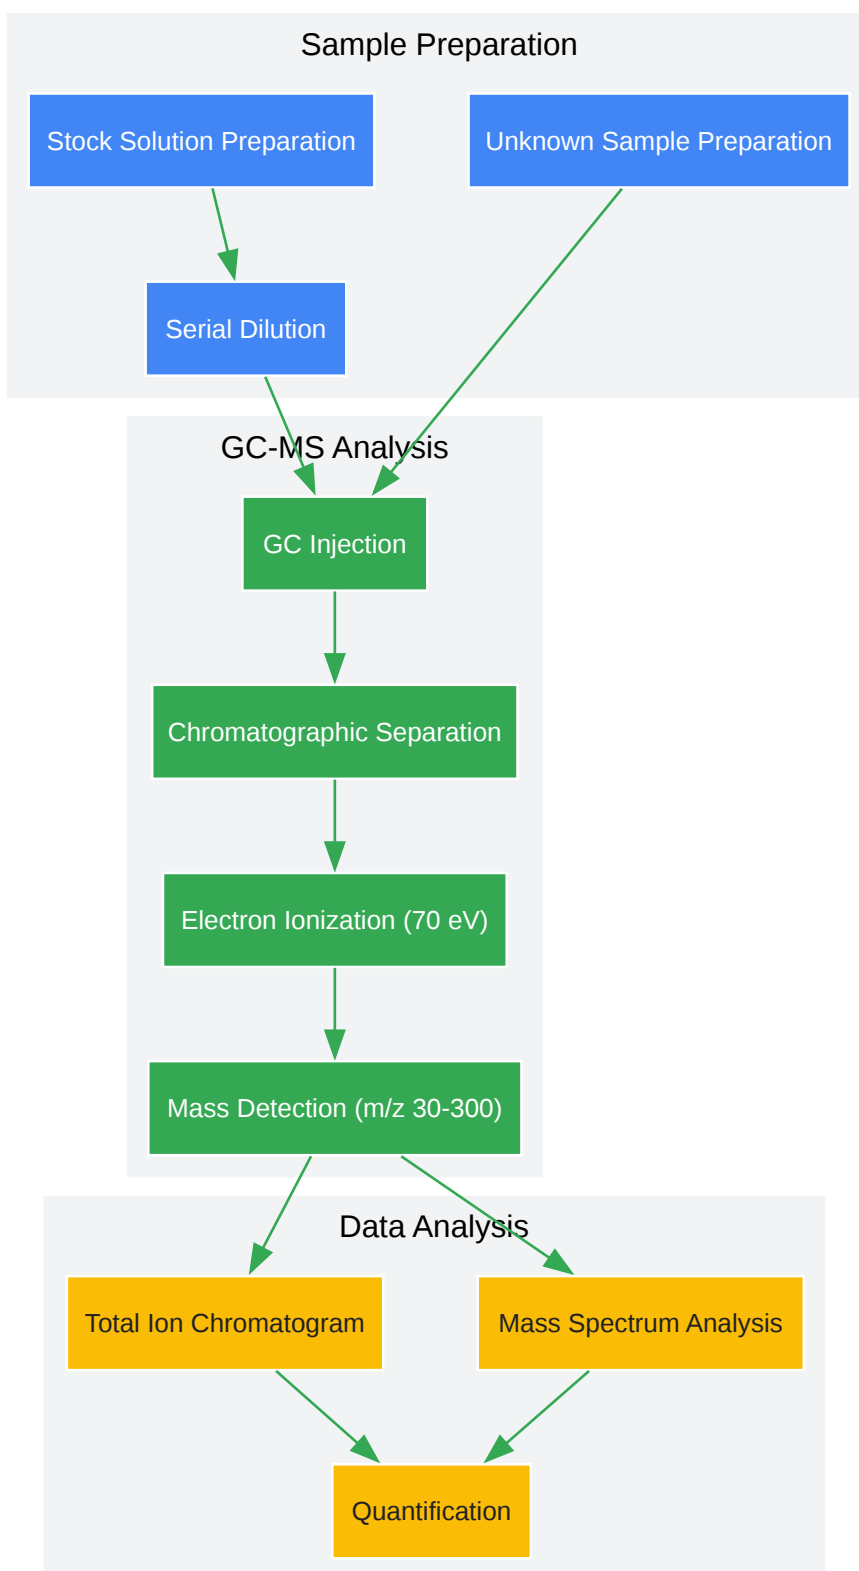 Sample Preparation
Stock Solution Preparation
Unknown Sample Preparation
Serial Dilution
GC-MS Analysis
GC Injection
Chromatographic Separation
Electron Ionization (70 eV)
Mass Detection (m/z 30-300)
Data Analysis
Total Ion Chromatogram
Mass Spectrum Analysis
Quantification